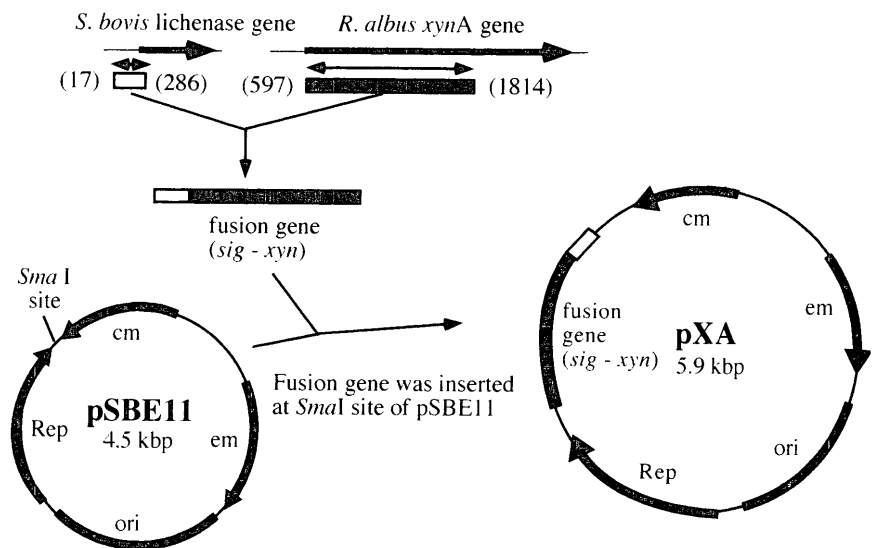 S. bovis lichenase gene
R. albus xynA gene
(17)
(286)
(597)
(1814)
fusion gene
(sig - xyn)
Sma I
site
cm
Rep
pSBE11
4.5 kbp
em
ori
Fusion gene was inserted
at SmaI site of pSBE11
cm
em
fusion
gene
(sig - xyn)
pXA
5.9 kbp
Rep
ori